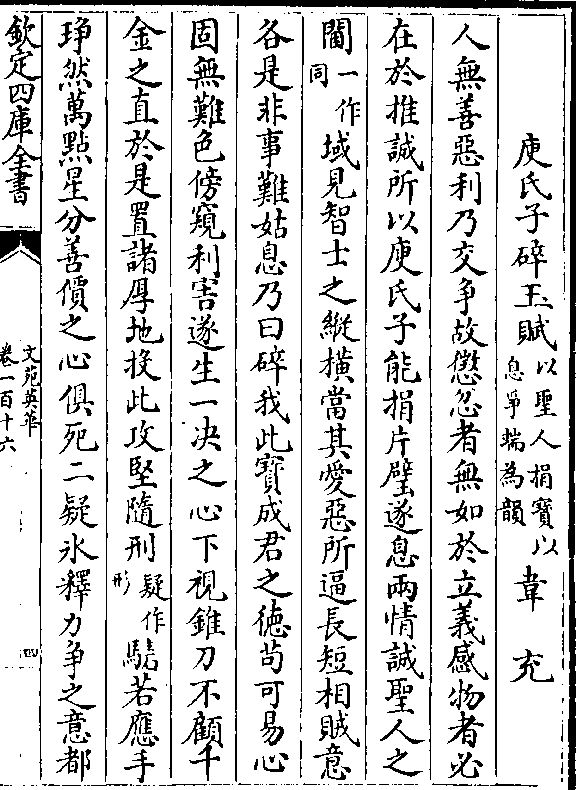 庾氏子碎玉賦以聖人捐寶以息爭端為韻 韋充
人無善惡利乃交爭故懲忿者無如於立義感物者必
在於推誠所以庾氏子能捐片璧遂息兩情誠聖人之
閫一作同域見智士之縱橫當其愛惡所逼長短相賊意
各是非事難姑息乃曰碎我此寶成君之德苟可易心
固無難色傍窺利害遂生一決之心下視錐刀不顧千
金之直於是置諸厚地投此攻堅隨刑疑作形騞若應手
琤然萬點星分善價之心俱死二疑氷釋力争之意都
欽定四庫全書
文苑英華
卷一百十六
四